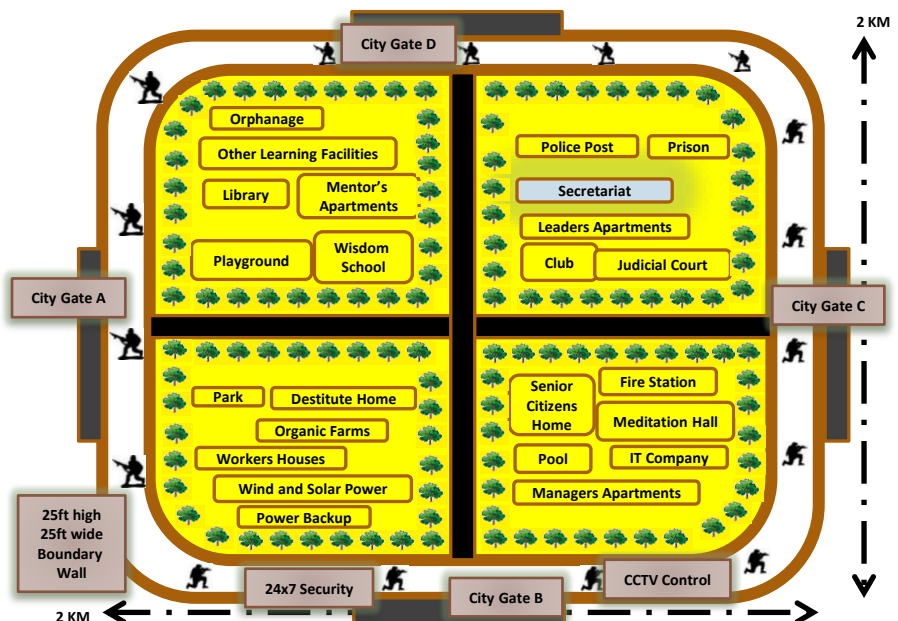 2 KM
City Gate D
Orphanage
Other Learning Facilities
Library
Mentor's
Apartments
Playground
Wisdom
School
Police Post
Prison
Secretariat
Leaders Apartments
Club
Judicial Court
City Gate A
City Gate C
Park
Destitute Home
Organic Farms
Workers Houses
Wind and Solar Power
Power Backup
Senior
Citizens
Home
Fire Station
Meditation Hall
Pool
IT Company
Managers Apartments
25ft high
25ft wide
Boundary
Wall
24x7 Security
City Gate B
CCTV Control
2 KM